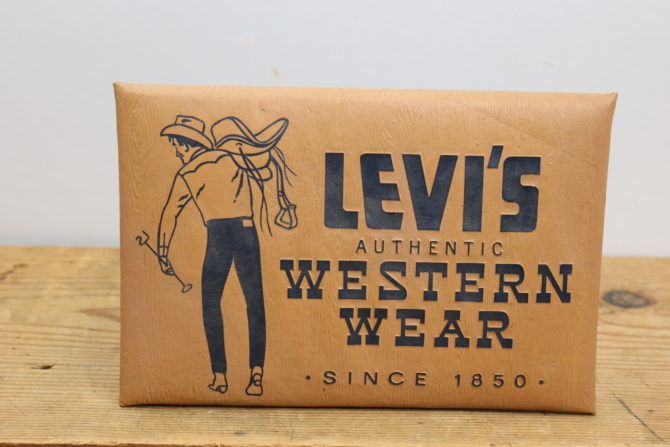 LEVI'S®
AUTHENTIC
WESTERN
WEAR
· SINCE 1850 ·